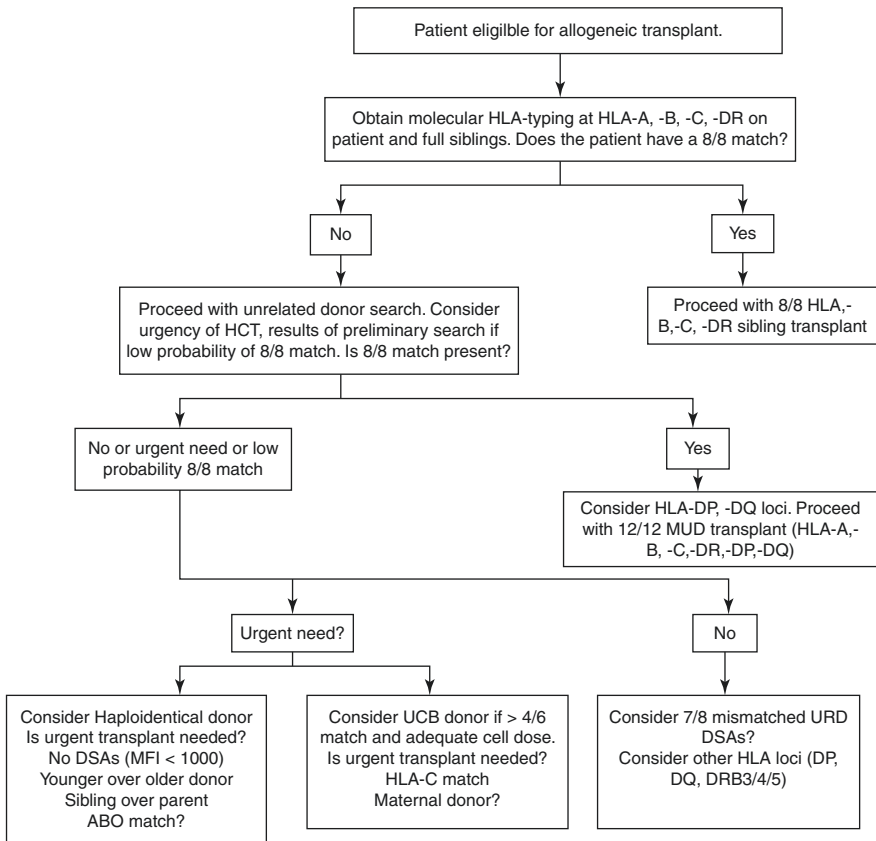 Patient eligilble for allogeneic transplant.
Obtain molecular HLA-typing at HLA-A, -B, -C, -DR on
patient and full siblings. Does the patient have a 8/8 match?
No
Yes
Proceed with unrelated donor search. Consider
urgency of HCT, results of preliminary search if
low probability of 8/8 match. Is 8/8 match present?
Proceed with 8/8 HLA,-
B,-C, -DR sibling transplant
No or urgent need or low
probability 8/8 match
Yes
Consider HLA-DP, -DQ loci. Proceed
with 12/12 MUD transplant (HLA-A,-
B, -C,-DR,-DP,-DQ)
Urgent need?
No
Consider Haploidentical donor
Is urgent transplant needed?
No DSAs (MFI < 1000)
Younger over older donor
Sibling over parent
ABO match?
Consider UCB donor if > 4/6
match and adequate cell dose.
Is urgent transplant needed?
HLA-C match
Maternal donor?
Consider 7/8 mismatched URD
DSAs?
Consider other HLA loci (DP,
DQ, DRB3/4/5)